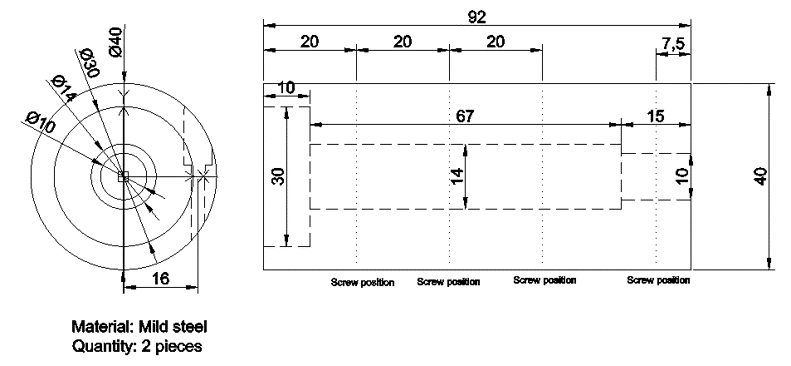 92
20 20 20 7,5
Ø40
Ø30
Ø14
Ø10
10
67 15
30 14 10 40
16
Screw position Screw position Screw position Screw position
Material: Mild steel
Quantity: 2 pieces